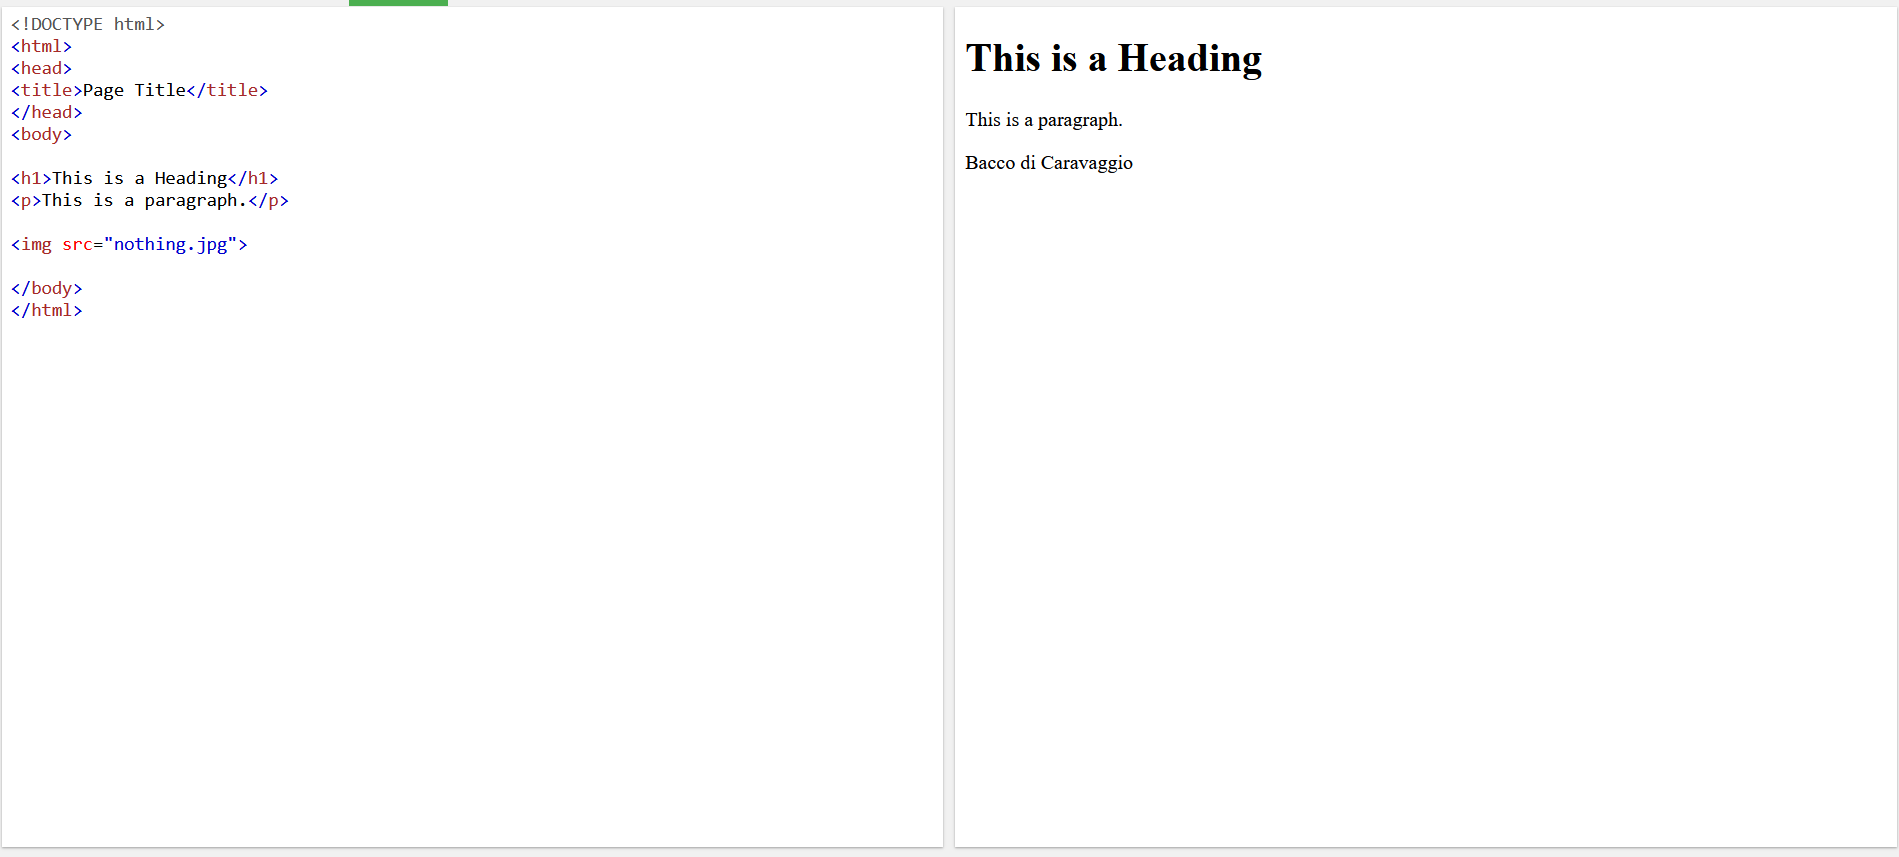 <!DOCTYPE html>
<html>
<head>
<title>Page Title</title>
</head>
<body>
<h1>This is a Heading</h1>
<p>This is a paragraph.</p>
<img src="nothing.jpg">
</body>
</html>
This is a Heading
This is a paragraph.
Bacco di Caravaggio